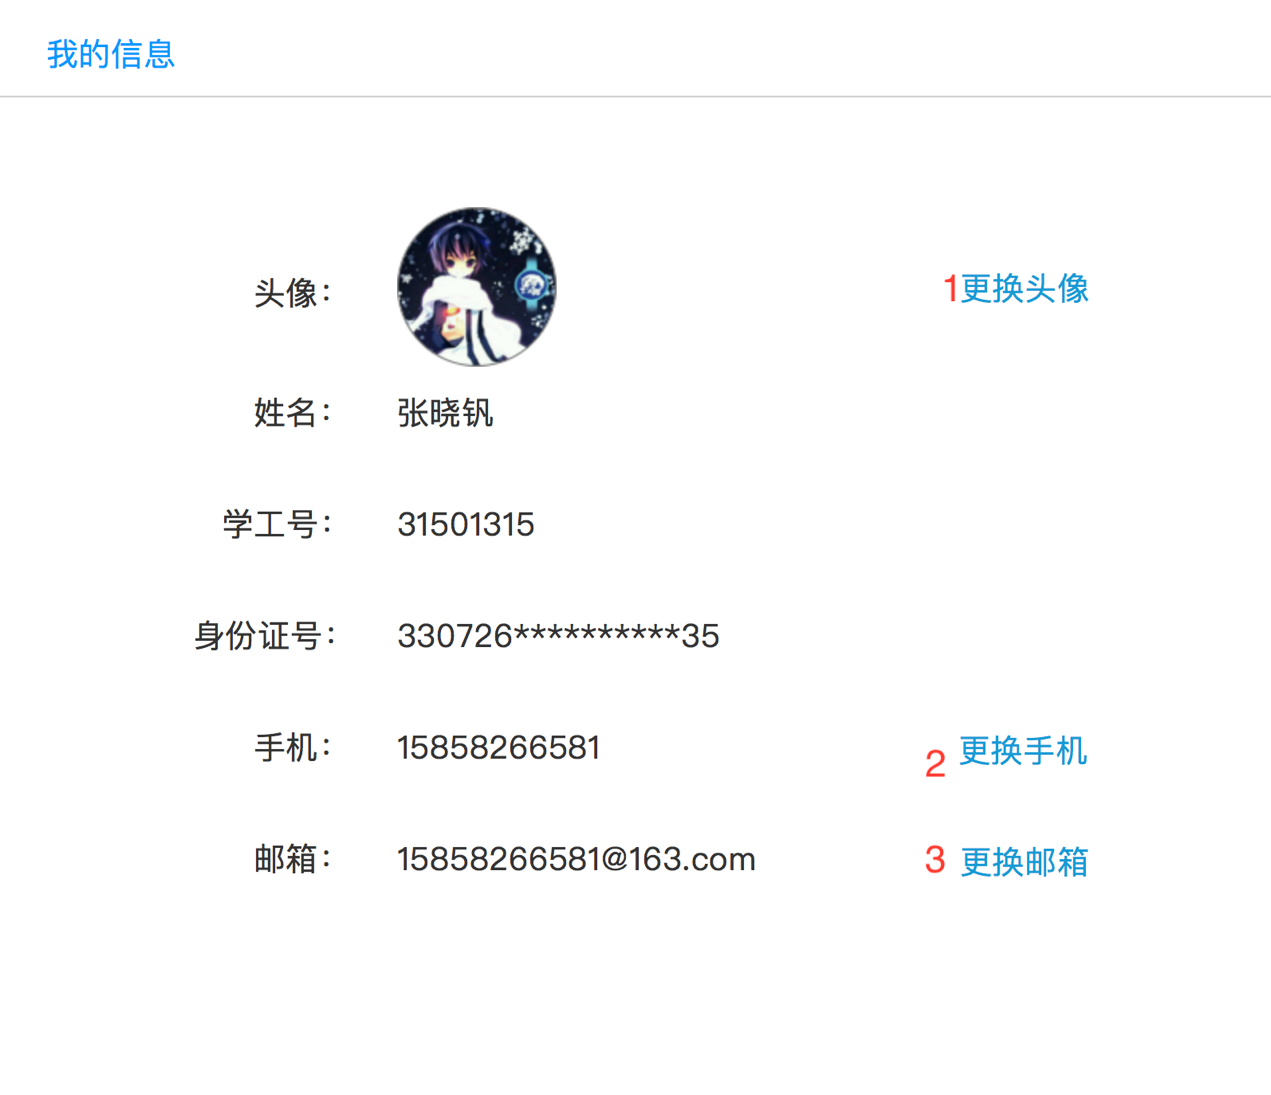 我的信息
头像：
1更换头像
姓名： 张晓钒
学工号： 31501315
身份证号： 330726**********35
手机： 15858266581 2 更换手机
邮箱： 15858266581@163.com 3 更换邮箱